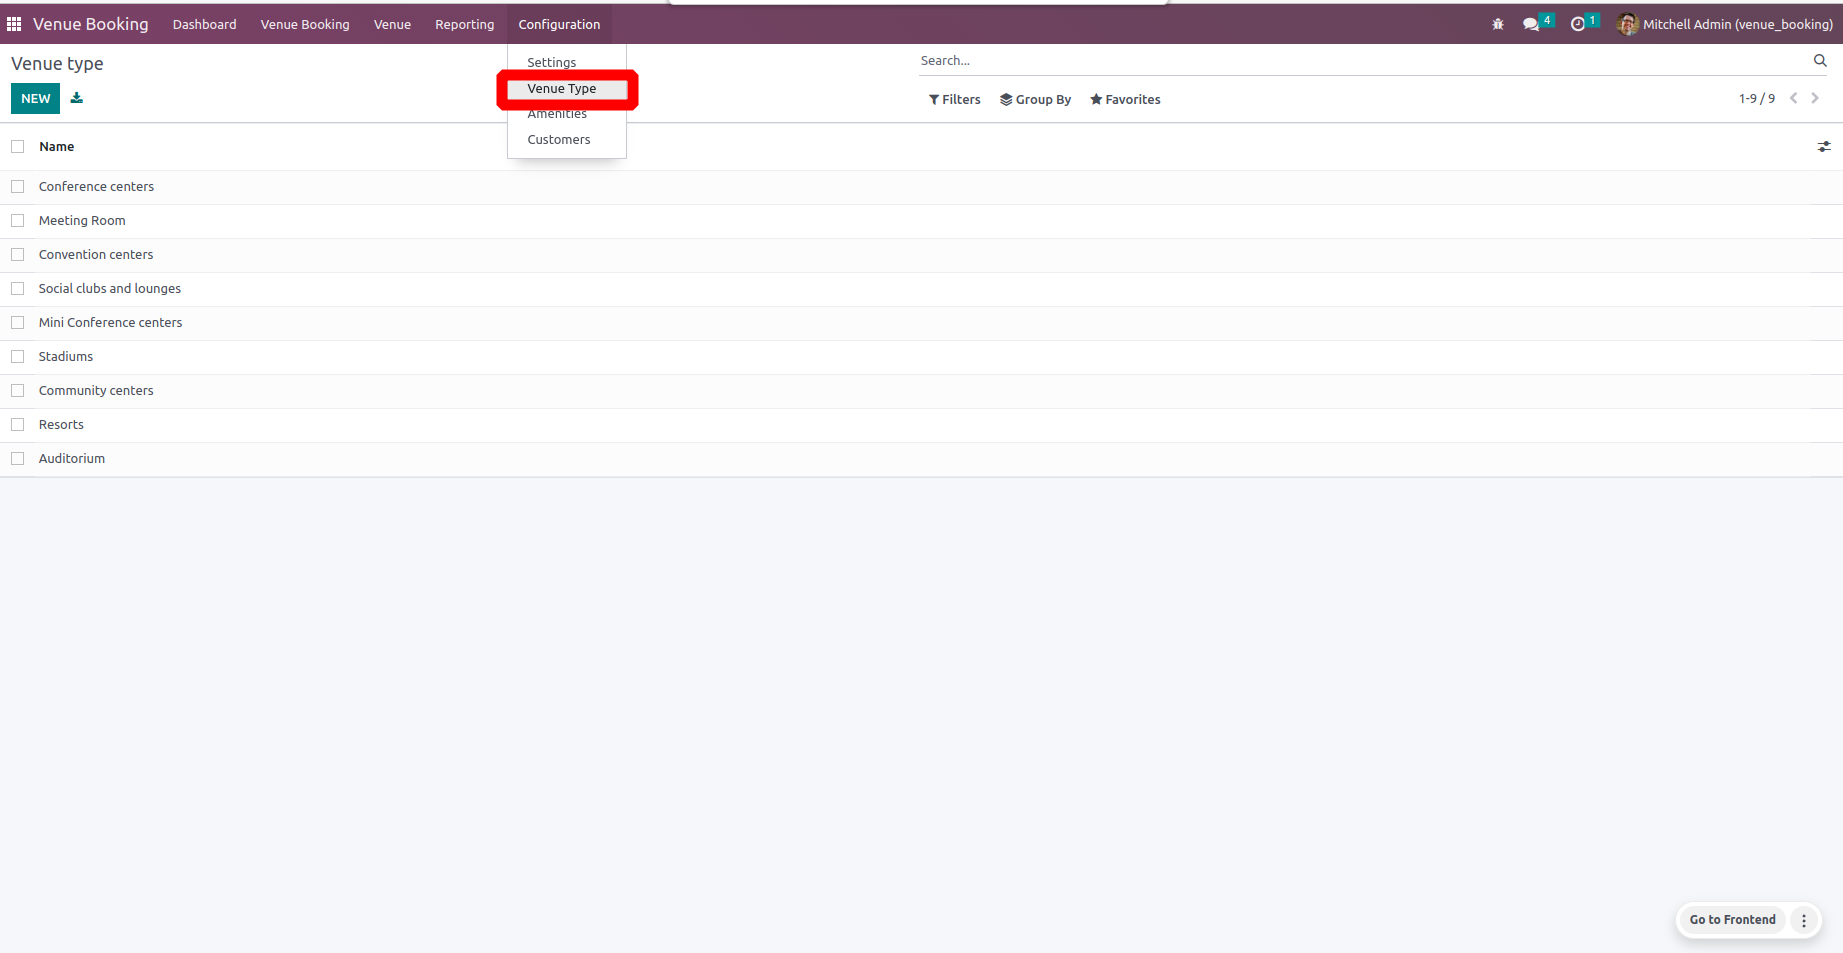 Venue Booking Dashboard Venue Booking Venue Reporting Configuration 4 1 Mitchell Admin (venue_booking)
Venue type
Search...
NEW
Filters Group By Favorites 1-9 / 9
Settings
Venue Type
Amenities
Customers
Name
Conference centers
Meeting Room
Convention centers
Social clubs and lounges
Mini Conference centers
Stadiums
Community centers
Resorts
Auditorium
Go to Frontend